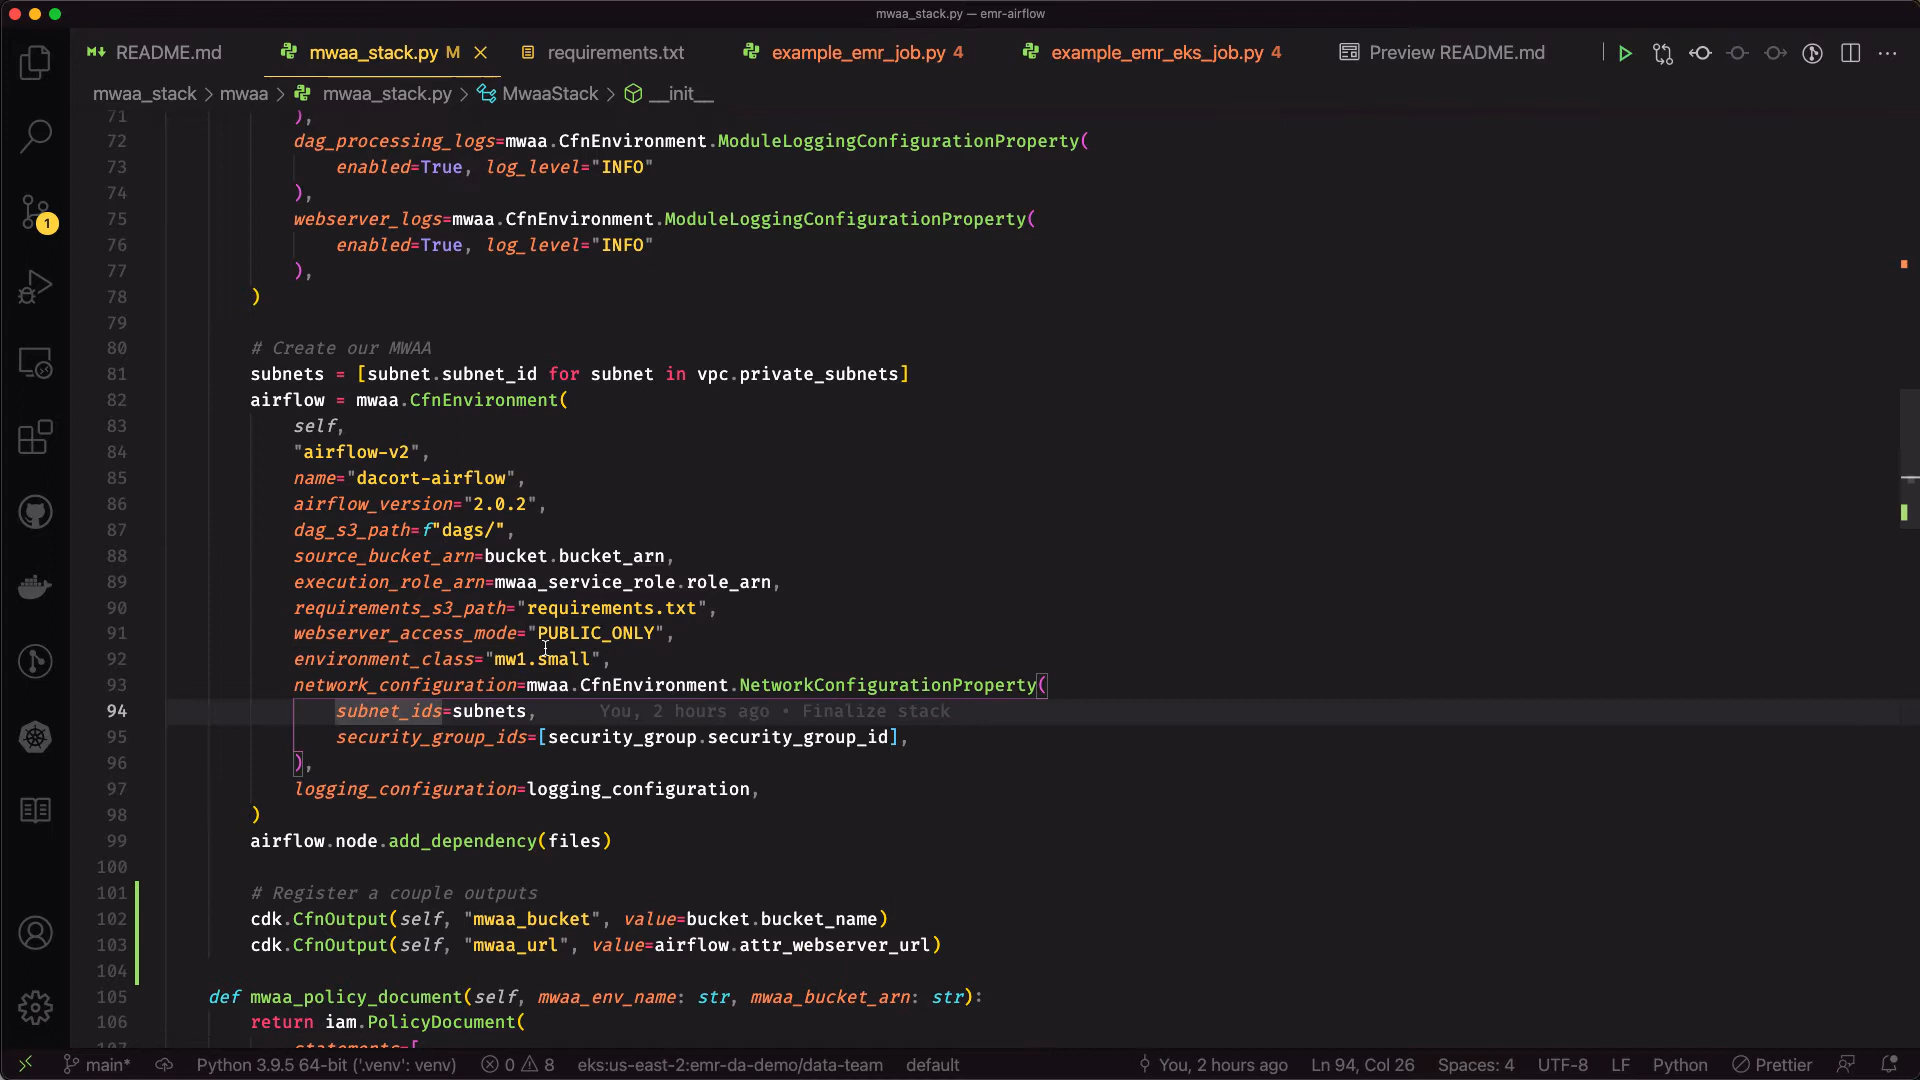 mwaa_stack.py — emr-airflow
README.md
mwaa_stack.py M
requirements.txt
example_emr_job.py 4
example_emr_eks_job.py 4
Preview README.md
mwaa_stack > mwaa > mwaa_stack.py > MwaaStack > __init__
71 ),
72 dag_processing_logs=mwaa.CfnEnvironment.ModuleLoggingConfigurationProperty(
73 enabled=True, log_level="INFO"
74 ),
75 webserver_logs=mwaa.CfnEnvironment.ModuleLoggingConfigurationProperty(
76 enabled=True, log_level="INFO"
77 ),
78 )
79
80 # Create our MWAA
81 subnets = [subnet.subnet_id for subnet in vpc.private_subnets]
82 airflow = mwaa.CfnEnvironment(
83 self,
84 "airflow-v2",
85 name="dacort-airflow",
86 airflow_version="2.0.2",
87 dag_s3_path=f"dags/",
88 source_bucket_arn=bucket.bucket_arn,
89 execution_role_arn=mwaa_service_role.role_arn,
90 requirements_s3_path="requirements.txt",
91 webserver_access_mode="PUBLIC_ONLY",
92 environment_class="mw1.small",
93 network_configuration=mwaa.CfnEnvironment.NetworkConfigurationProperty(
94 subnet_ids=subnets, You, 2 hours ago • Finalize stack
95 security_group_ids=[security_group.security_group_id],
96 ),
97 logging_configuration=logging_configuration,
98 )
99 airflow.node.add_dependency(files)
100
101 # Register a couple outputs
102 cdk.CfnOutput(self, "mwaa_bucket", value=bucket.bucket_name)
103 cdk.CfnOutput(self, "mwaa_url", value=airflow.attr_webserver_url)
104
105 def mwaa_policy_document(self, mwaa_env_name: str, mwaa_bucket_arn: str):
106 return iam.PolicyDocument(
107 statements=[
1
main* Python 3.9.5 64-bit ('.venv': venv) 0 8 eks:us-east-2:emr-da-demo/data-team default You, 2 hours ago Ln 94, Col 26 Spaces: 4 UTF-8 LF Python Prettier